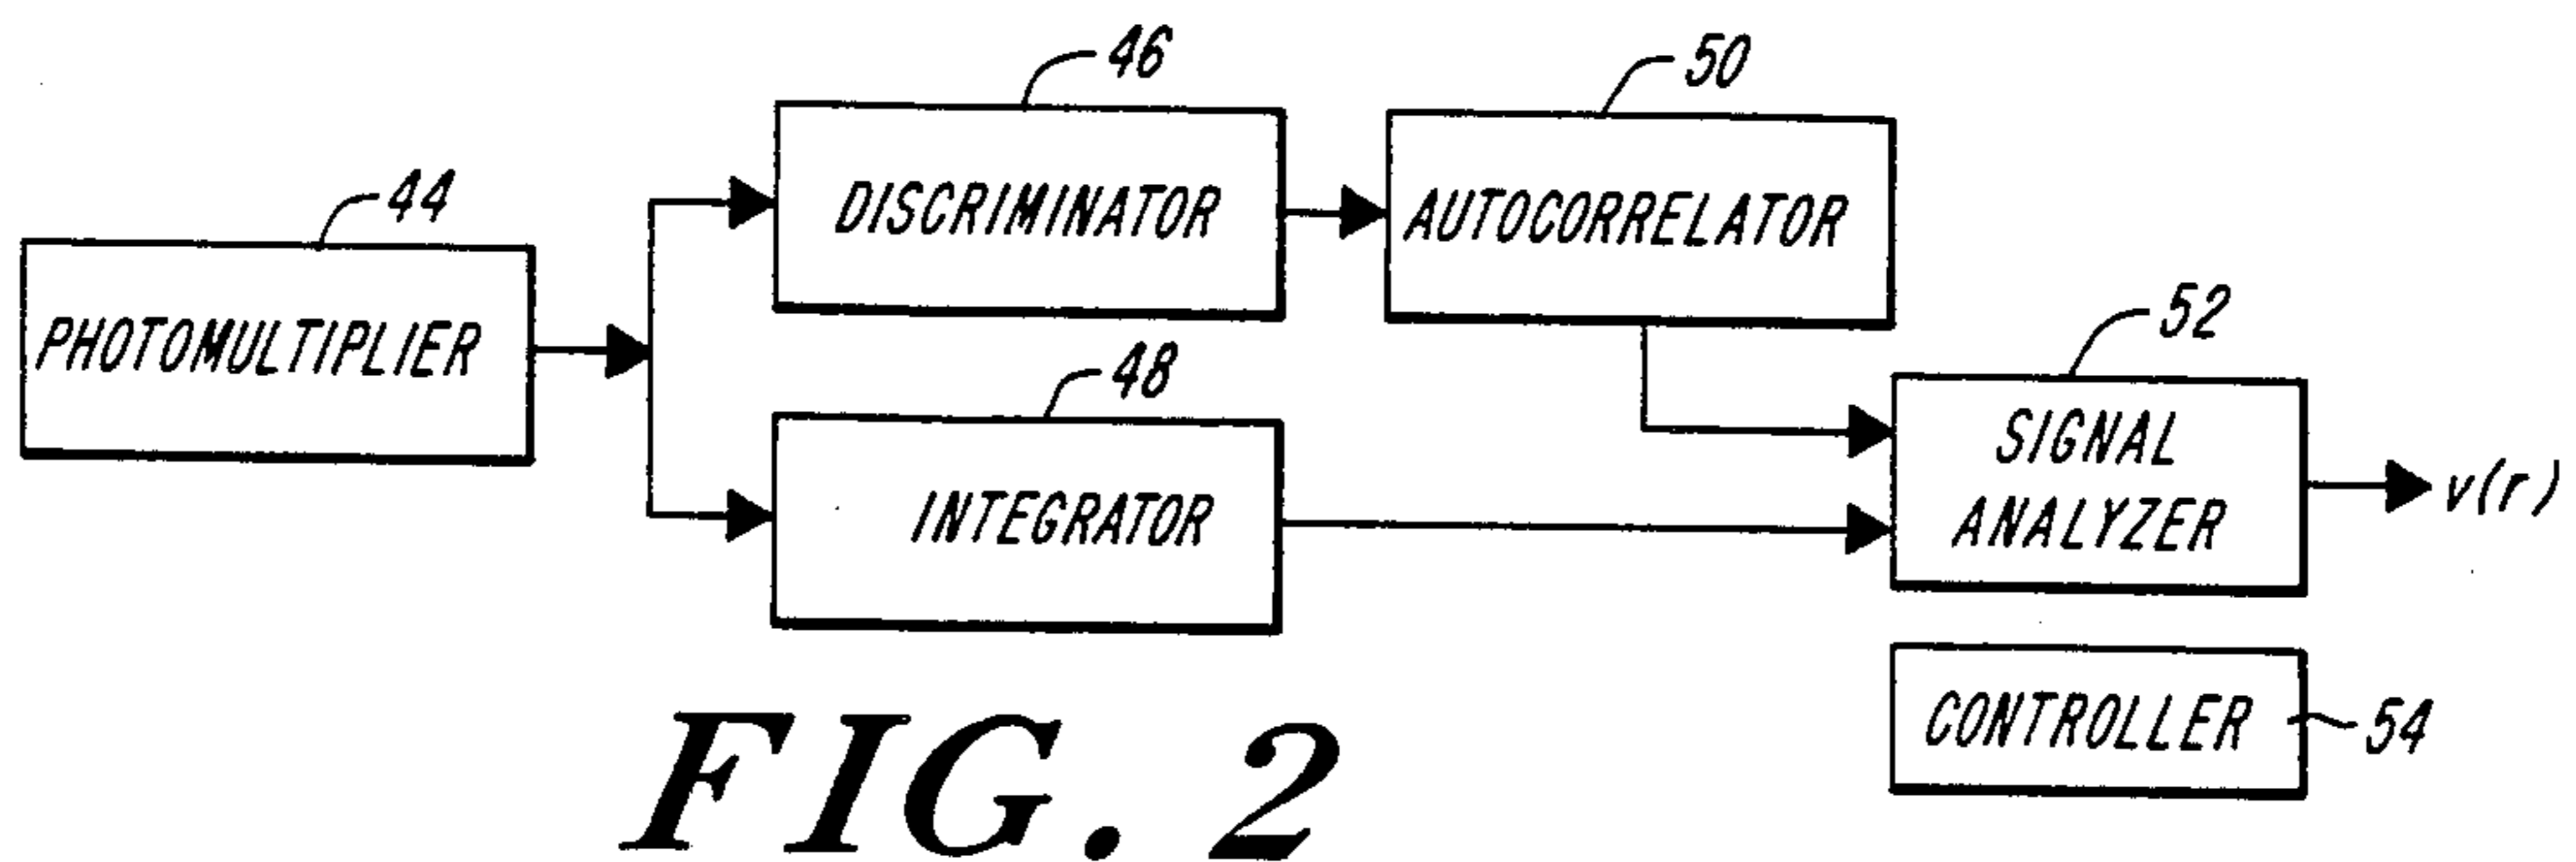 46
50
44
DISCRIMINATOR
AUTOCORRELATOR
PHOTOMULTIPLIER
48
52
INTEGRATOR
SIGNAL
ANALYZER
v(r)
CONTROLLER
54
FIG. 2